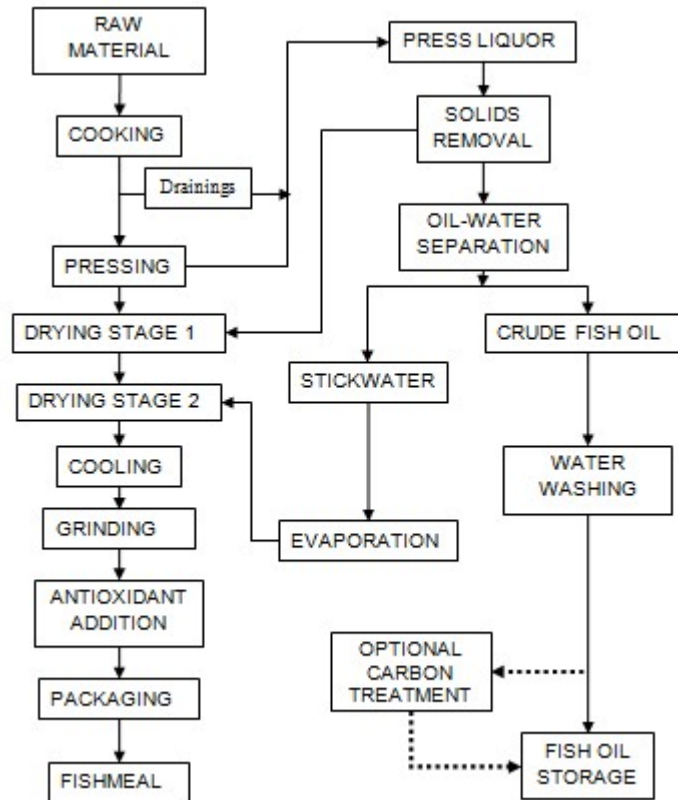 RAW
MATERIAL
COOKING
Drainings
PRESSING
DRYING STAGE 1
DRYING STAGE 2
COOLING
GRINDING
ANTIOXIDANT
ADDITION
PACKAGING
FISHMEAL
PRESS LIQUOR
SOLIDS
REMOVAL
OIL-WATER
SEPARATION
STICKWATER
EVAPORATION
CRUDE FISH OIL
WATER
WASHING
OPTIONAL
CARBON
TREATMENT
FISH OIL
STORAGE